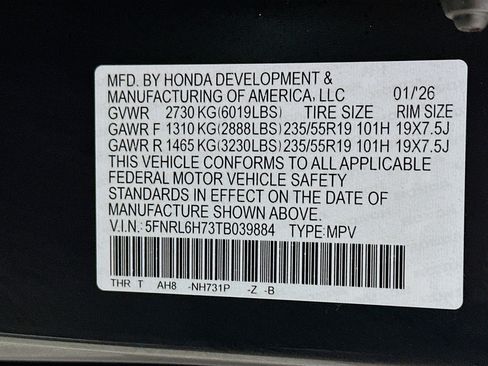 MFD. BY HONDA DEVELOPMENT &
MANUFACTURING OF AMERICA, LLC 01/'26
GVWR 2730 KG(6019LBS) TIRE SIZE RIM SIZE
GAWR F 1310 KG(2888LBS) 235/55R19 101H 19X7.5J
GAWR R 1465 KG(3230LBS) 235/55R19 101H 19X7.5J
THIS VEHICLE CONFORMS TO ALL APPLICABLE
FEDERAL MOTOR VEHICLE SAFETY
STANDARDS IN EFFECT ON THE DATE OF
MANUFACTURE SHOWN ABOVE.
V.I.N: 5FNRL6H73TB039884 TYPE: MPV
THR T AH8 -NH731P -Z -B